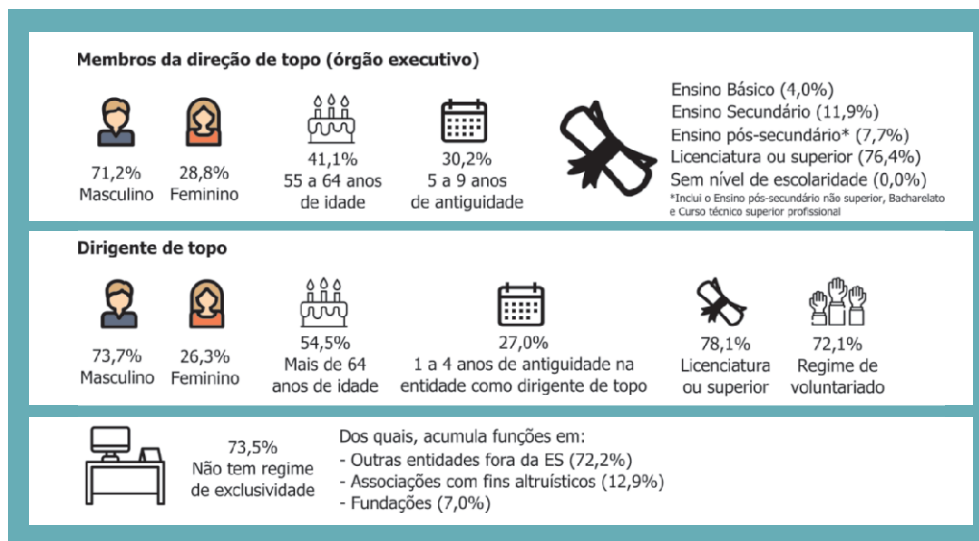 Membros da direção de topo (órgão executivo)
71,2%
Masculino
28,8%
Feminino
41,1%
55 a 64 anos
de idade
30,2%
5 a 9 anos
de antiguidade
Ensino Básico (4,0%)
Ensino Secundário (11,9%)
Ensino pós-secundário* (7,7%)
Licenciatura ou superior (76,4%)
Sem nível de escolaridade (0,0%)
*Inclui o Ensino pós-secundário não superior, Bacharelato
e Curso técnico superior profissional
Dirigente de topo
73,7%
Masculino
26,3%
Feminino
54,5%
Mais de 64
anos de idade
27,0%
1 a 4 anos de antiguidade na
entidade como dirigente de topo
78,1%
Licenciatura
ou superior
72,1%
Regime de
voluntariado
73,5%
Não tem regime
de exclusividade
Dos quais, acumula funções em:
- Outras entidades fora da ES (72,2%)
- Associações com fins altruísticos (12,9%)
- Fundações (7,0%)